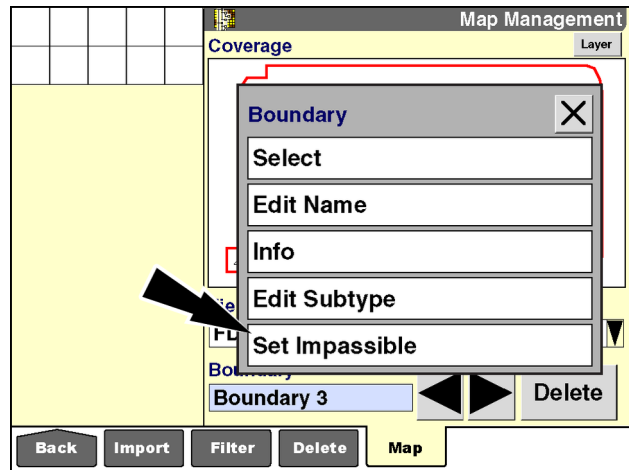 Map Management
Coverage
Layer
Boundary
Select
Edit Name
Info
Edit Subtype
Set Impassible
Boundary 3
Delete
Back
Import
Filter
Delete
Map